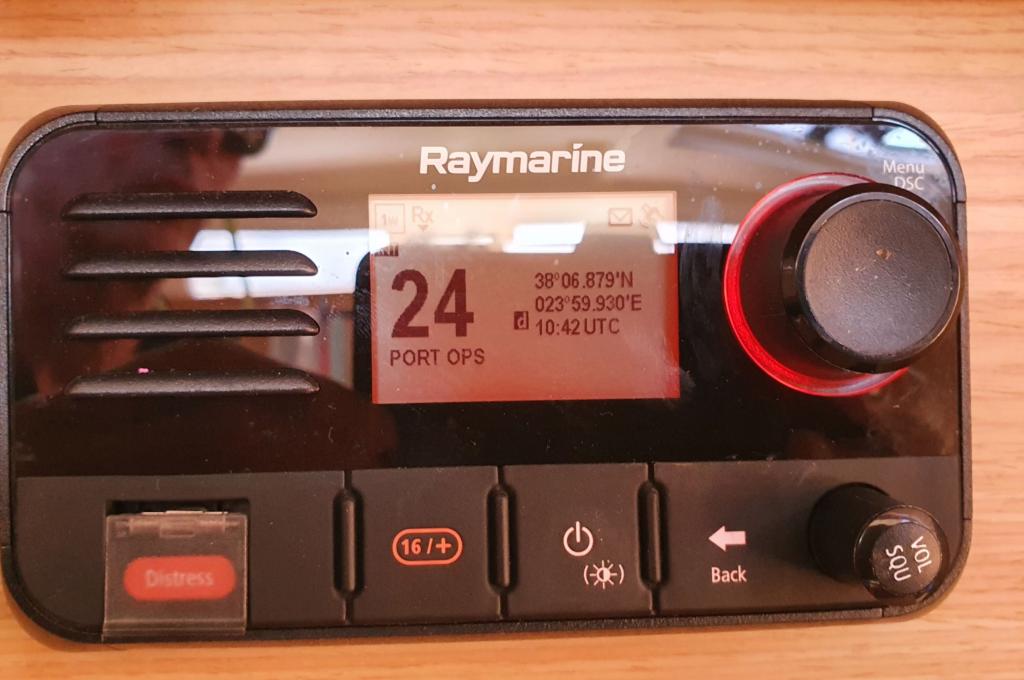 Raymarine
Menu
DSC
1W Rx
24
PORT OPS
38°06.879'N
023°59.930'E
d 10:42 UTC
Distress
16/+
Back
VOL
SQU